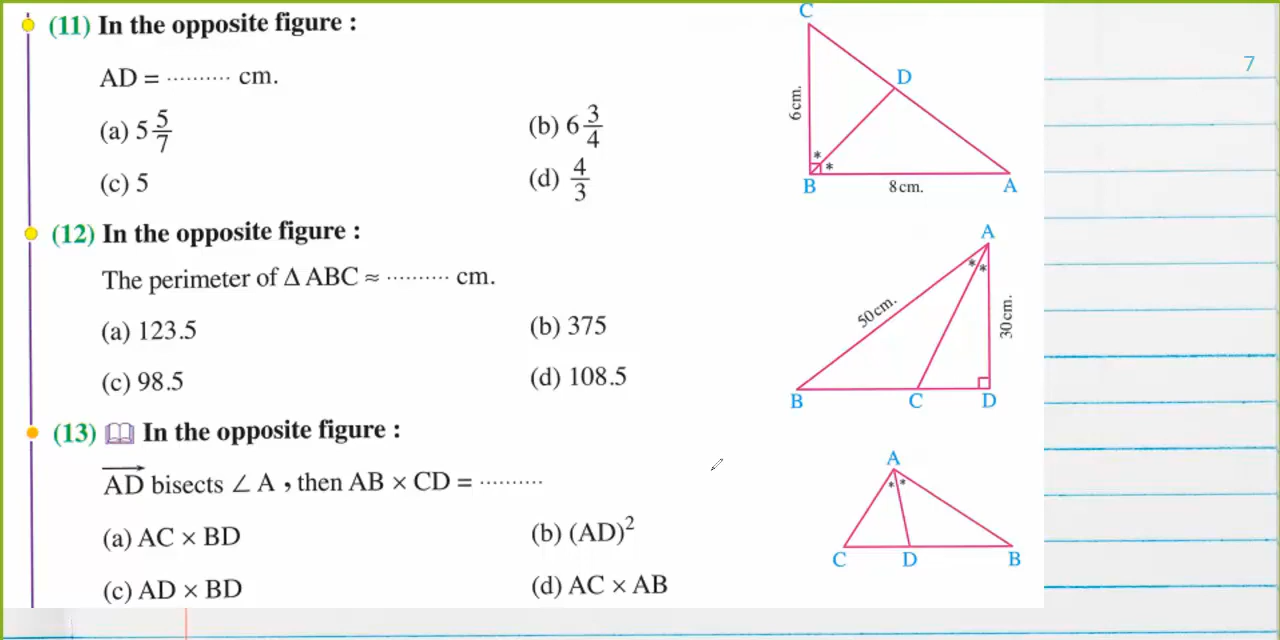 (11) In the opposite figure :
AD = ·········· cm.
(a) 5 5/7
(b) 6 3/4
(c) 5
(d) 4/3
C
D
6 cm.
* *
B
8 cm.
A
(12) In the opposite figure :
The perimeter of Δ ABC ≈ ·········· cm.
(a) 123.5
(b) 375
(c) 98.5
(d) 108.5
A
* *
50 cm.
30 cm.
B
C
D
(13) In the opposite figure :
AD bisects ∠ A , then AB × CD = ··········
(a) AC × BD
(b) (AD)²
(c) AD × BD
(d) AC × AB
A
* *
C
D
B
7